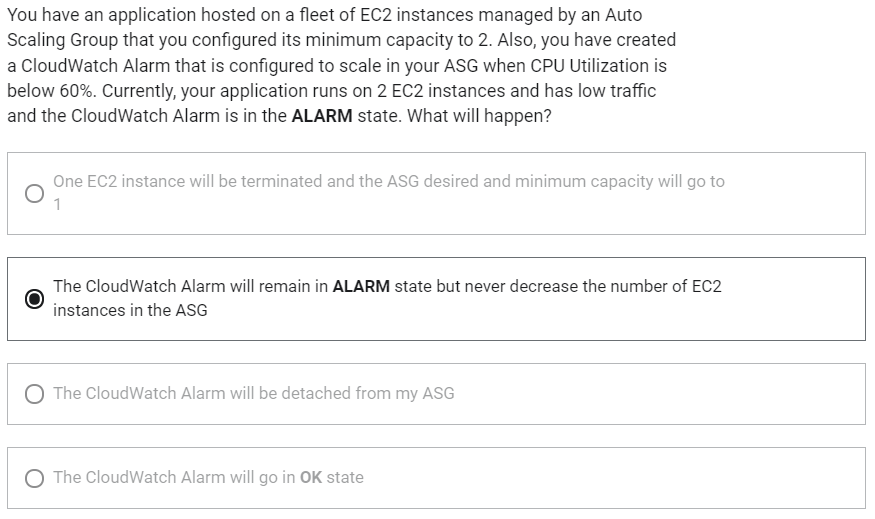 You have an application hosted on a fleet of EC2 instances managed by an Auto
Scaling Group that you configured its minimum capacity to 2. Also, you have created
a CloudWatch Alarm that is configured to scale in your ASG when CPU Utilization is
below 60%. Currently, your application runs on 2 EC2 instances and has low traffic
and the CloudWatch Alarm is in the ALARM state. What will happen?
One EC2 instance will be terminated and the ASG desired and minimum capacity will go to
1
The CloudWatch Alarm will remain in ALARM state but never decrease the number of EC2
instances in the ASG
The CloudWatch Alarm will be detached from my ASG
The CloudWatch Alarm will go in OK state